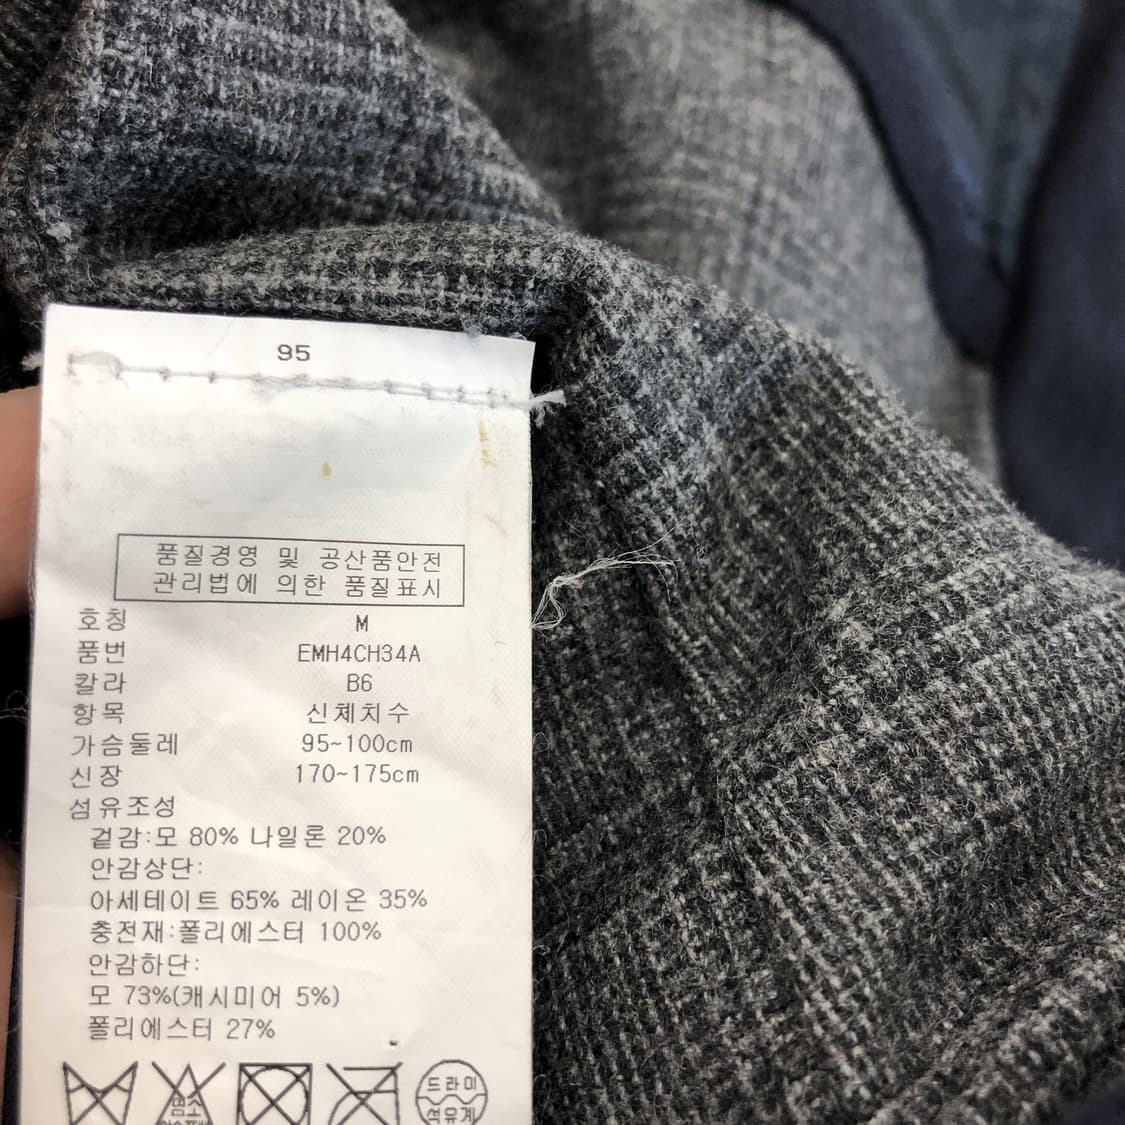 95
품질경영 및 공산품안전
관리법에 의한 품질표시
호칭 M
품번 EMH4CH34A
칼라 B6
항목 신체치수
가슴둘레 95~100cm
신장 170~175cm
섬유조성
겉감:모 80% 나일론 20%
안감상단:
아세테이트 65% 레이온 35%
충전재:폴리에스터 100%
안감하단:
모 73%(캐시미어 5%)
폴리에스터 27%
염소 드라이
석유계